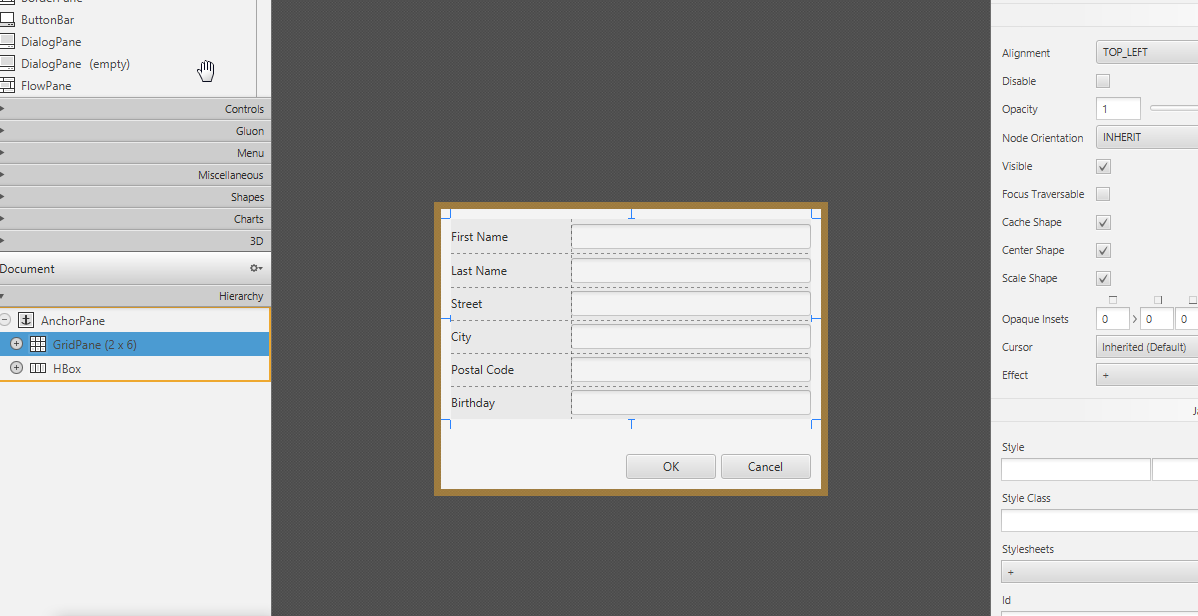 ButtonBar
DialogPane
DialogPane (empty)
FlowPane
Controls
Gluon
Menu
Miscellaneous
Shapes
Charts
3D
Document
Hierarchy
AnchorPane
GridPane (2 x 6)
HBox
First Name
Last Name
Street
City
Postal Code
Birthday
OK
Cancel
Alignment
TOP_LEFT
Disable
Opacity
1
Node Orientation
INHERIT
Visible
Focus Traversable
Cache Shape
Center Shape
Scale Shape
Opaque Insets
0 0 0
Cursor
Inherited (Default)
Effect
+
Style
Style Class
Stylesheets
+
Id